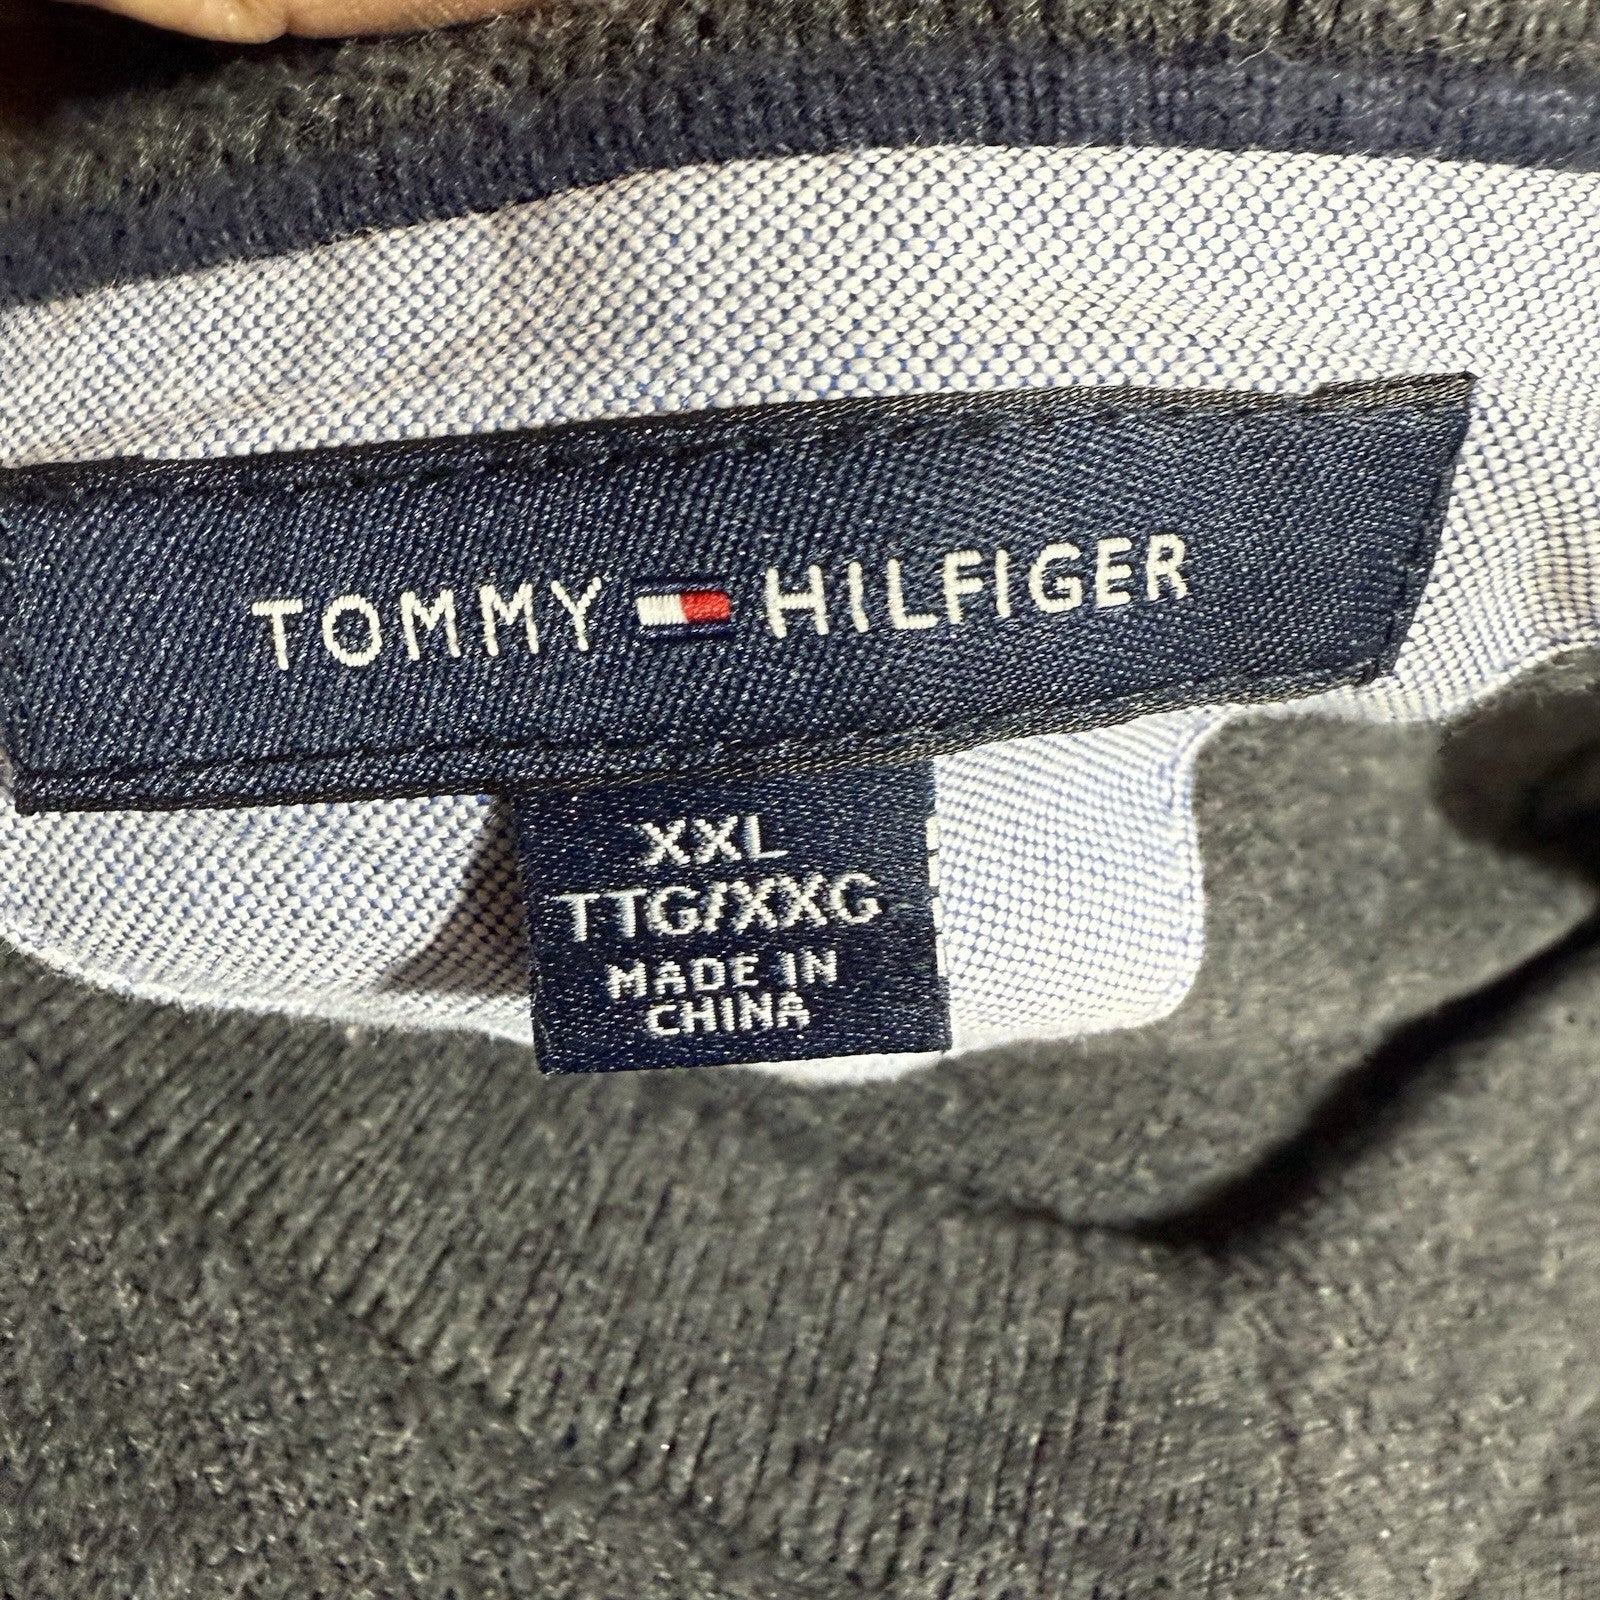 TOMMY HILFIGER
XXL
TTG/XXG
MADE IN
CHINA